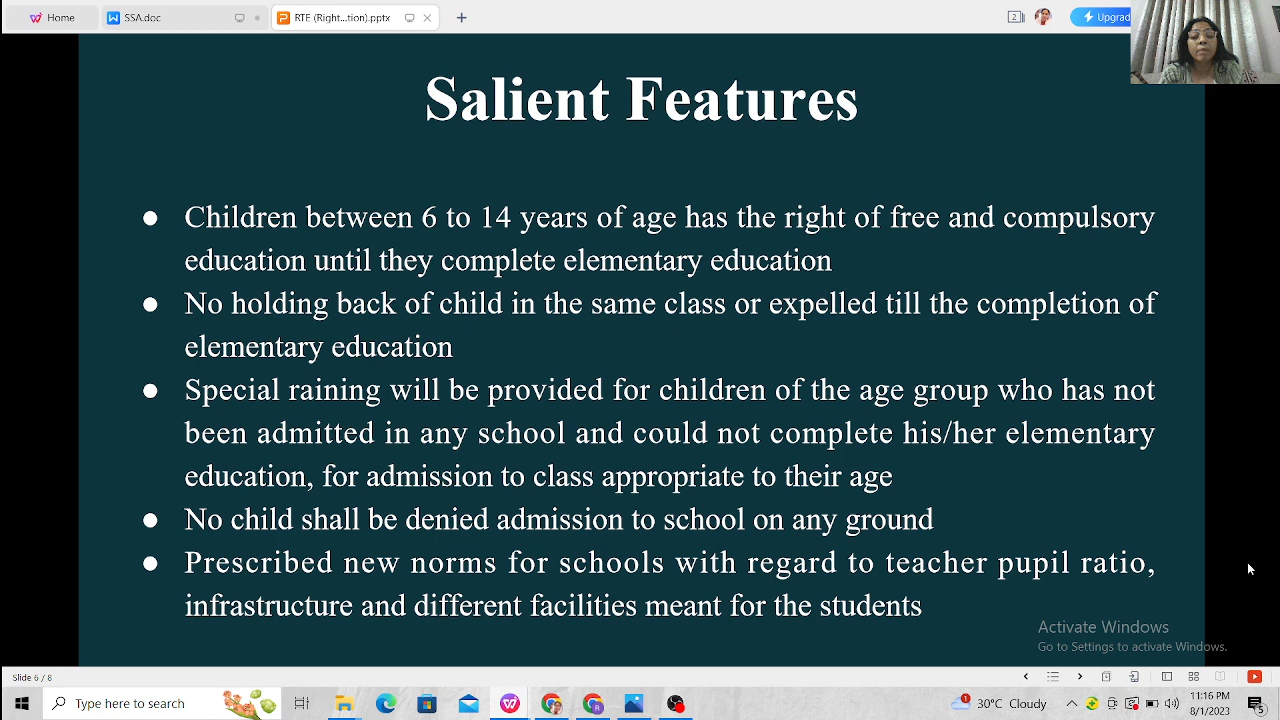 Home
SSA.doc
RTE (Right...tion).pptx
2
Upgrad
Salient Features
● Children between 6 to 14 years of age has the right of free and compulsory
education until they complete elementary education
● No holding back of child in the same class or expelled till the completion of
elementary education
● Special raining will be provided for children of the age group who has not
been admitted in any school and could not complete his/her elementary
education, for admission to class appropriate to their age
● No child shall be denied admission to school on any ground
● Prescribed new norms for schools with regard to teacher pupil ratio,
infrastructure and different facilities meant for the students
Activate Windows
Go to Settings to activate Windows.
Slide 6 / 8
Type here to search
1
30°C Cloudy
11:16 PM
8/1/2023
5